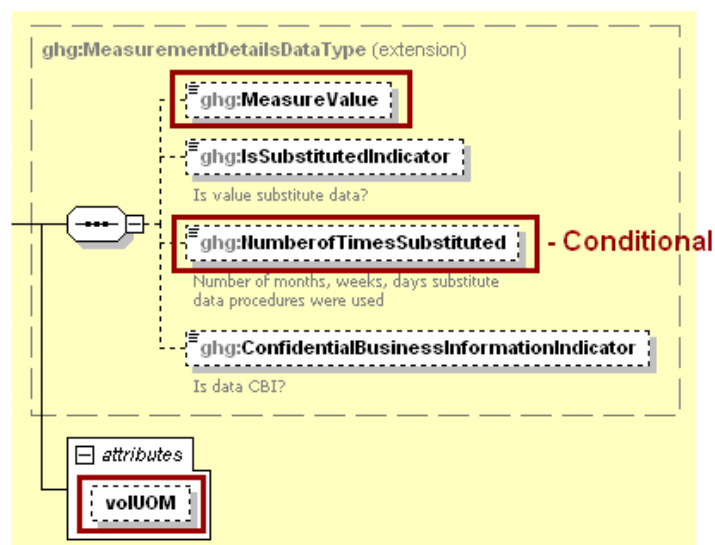 ghg:MeasurementDetailsDataType (extension)
ghg:MeasureValue
ghg:IsSubstitutedIndicator
Is value substitute data?
ghg:NumberofTimesSubstituted - Conditional
Number of months, weeks, days substitute
data procedures were used
ghg:ConfidentialBusinessInformationIndicator
Is data CBI?
attributes
volUOM